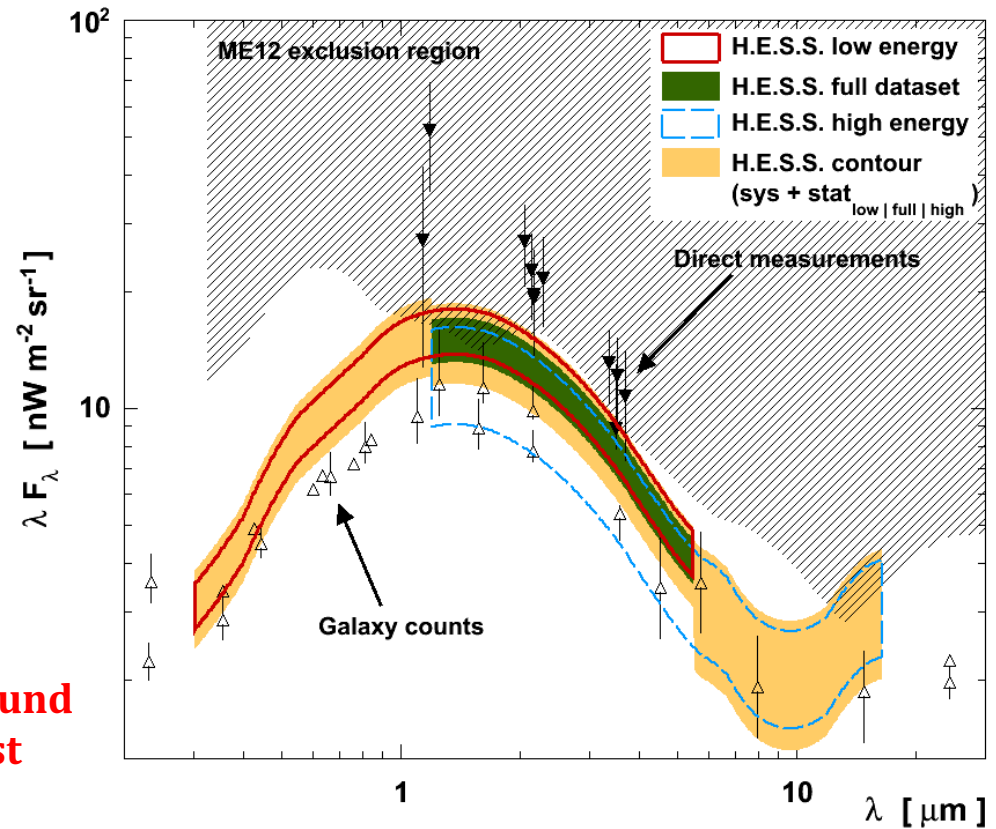 10²
ME12 exclusion region
H.E.S.S. low energy
H.E.S.S. full dataset
H.E.S.S. high energy
H.E.S.S. contour
(sys + stat low | full | high )
Direct measurements
λ Fλ [ nW m-2 sr-1 ]
10
Galaxy counts
und
st
1
10
λ [ μm ]